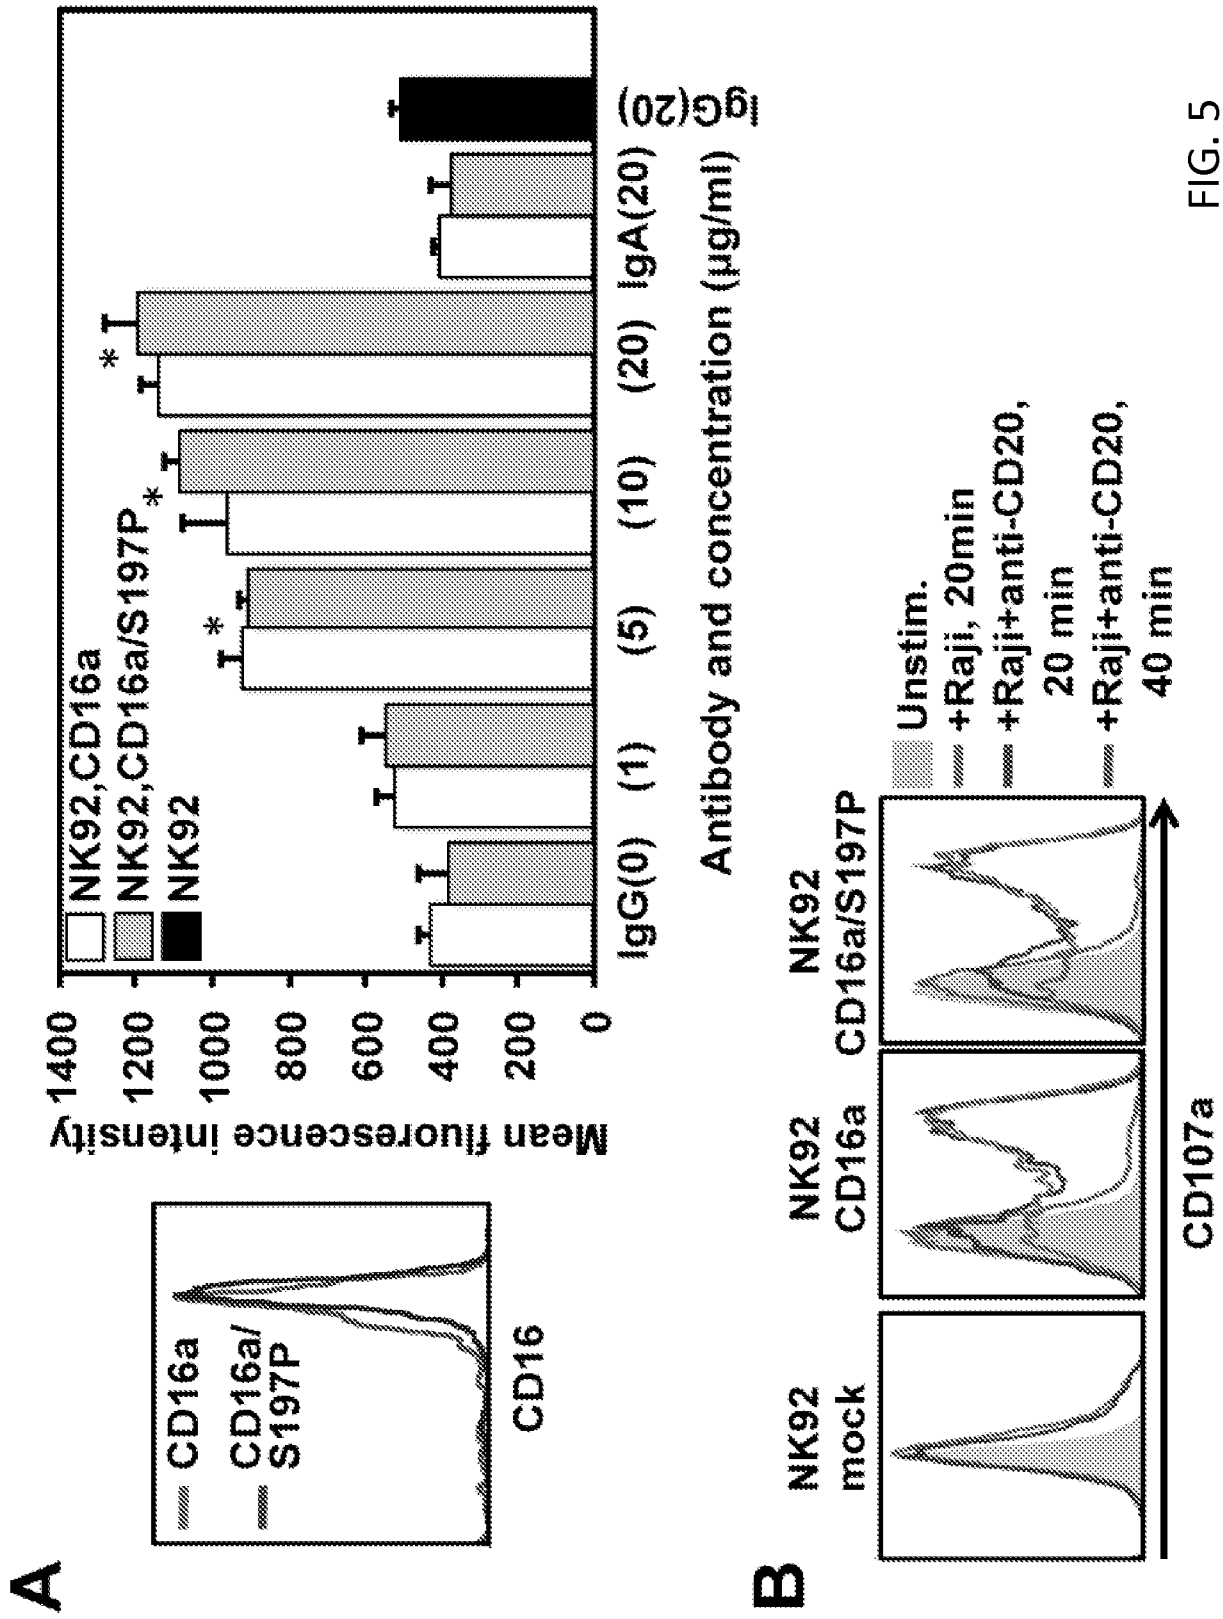 A
CD16a
CD16a/
S197P
CD16
Mean fluorescence intensity
1400
1200
1000
800
600
400
200
0
NK92,CD16a
NK92,CD16a/S197P
NK92
*
*
*
IgG(0)
(1)
(5)
(10)
(20)
IgA(20)
IgG(20)
Antibody and concentration (µg/ml)
B
NK92
mock
NK92
CD16a
NK92
CD16a/S197P
Unstim.
+Raji, 20min
+Raji+anti-CD20,
20 min
+Raji+anti-CD20,
40 min
CD107a
FIG. 5